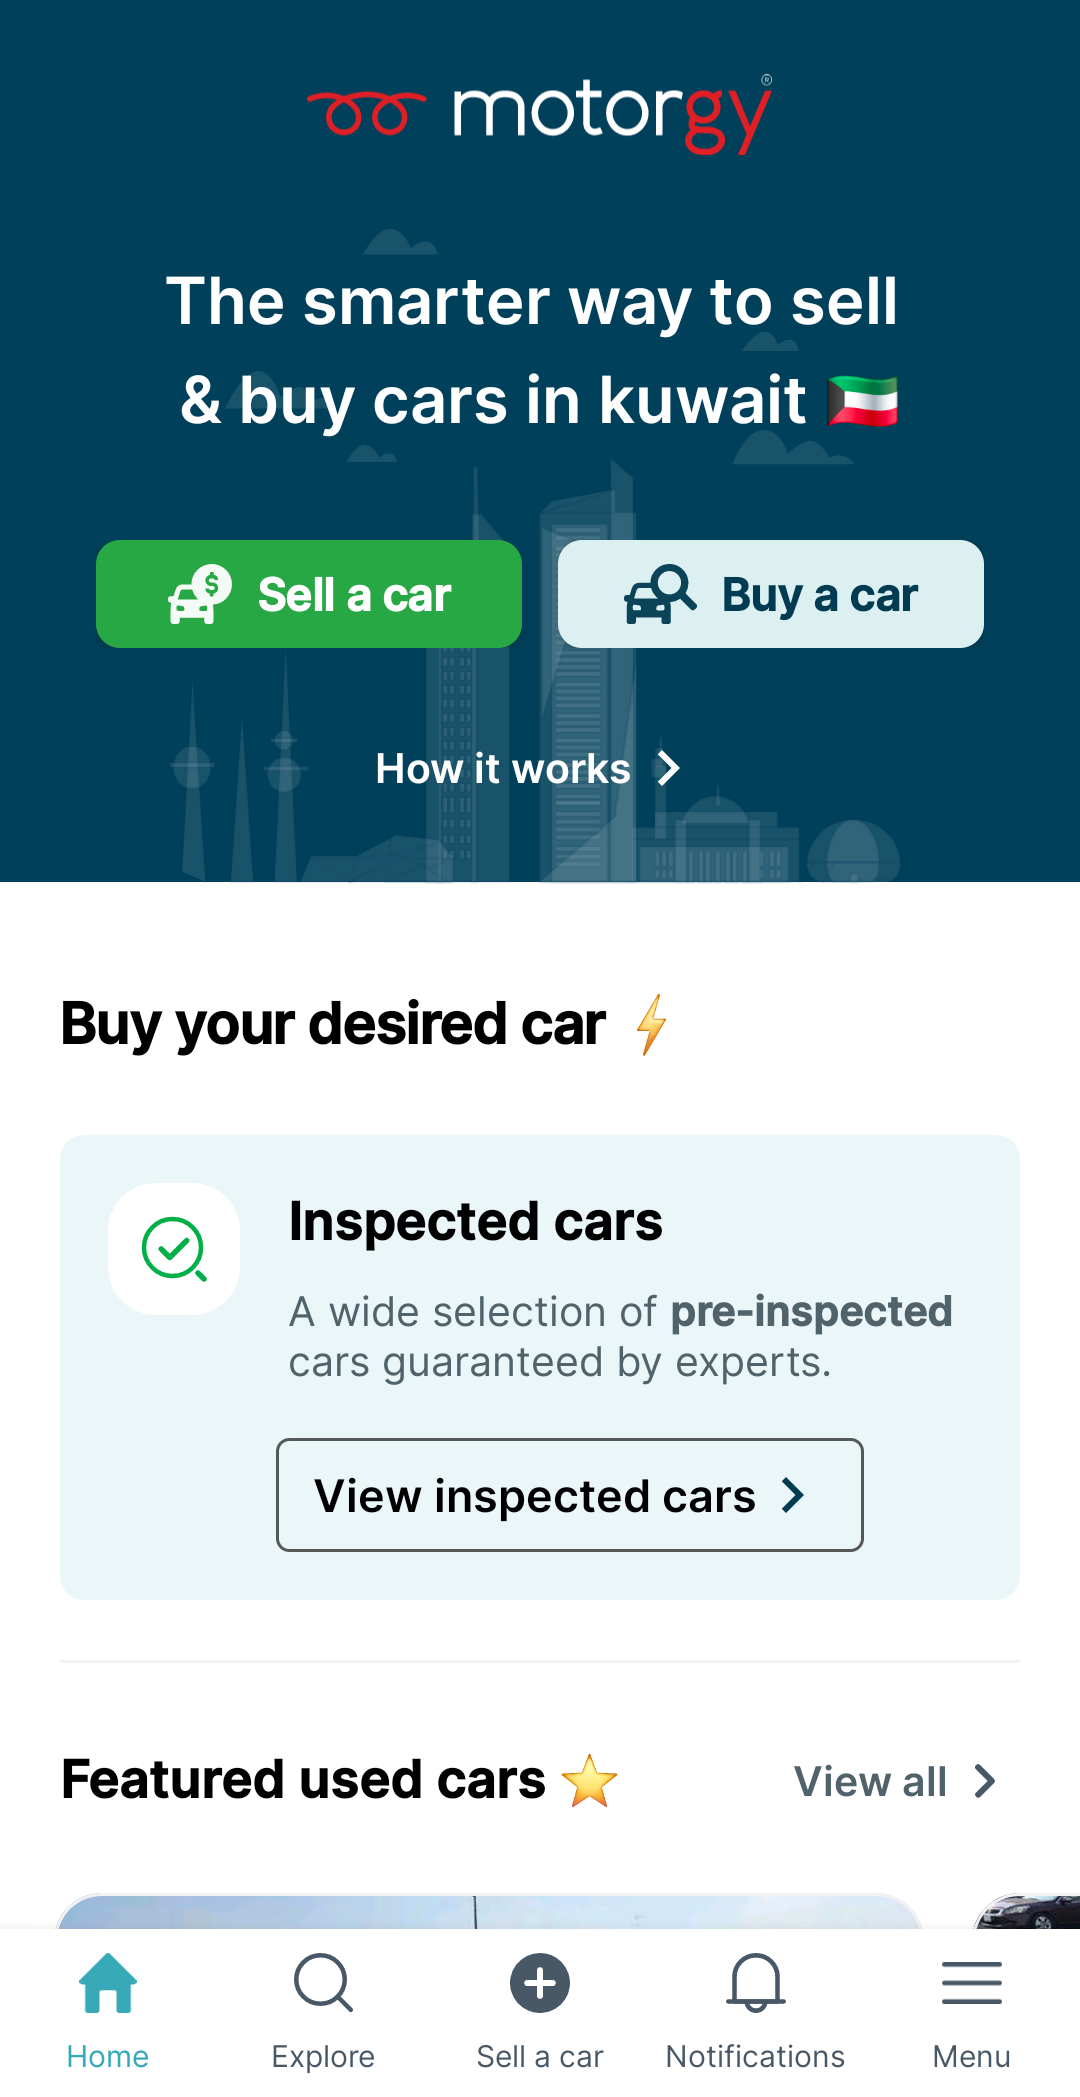 motorgy®
The smarter way to sell
& buy cars in kuwait 🇰🇼
Sell a car
Buy a car
How it works
Buy your desired car ⚡
Inspected cars
A wide selection of pre-inspected
cars guaranteed by experts.
View inspected cars
Featured used cars ⭐
View all
Home
Explore
Sell a car
Notifications
Menu